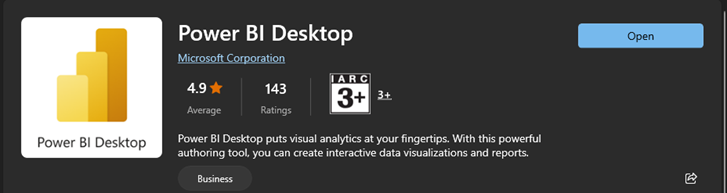 Power BI Desktop
Power BI Desktop
Microsoft Corporation
Open
4.9
Average
143
Ratings
IARC
3+
3+
Power BI Desktop puts visual analytics at your fingertips. With this powerful
authoring tool, you can create interactive data visualizations and reports.
Business